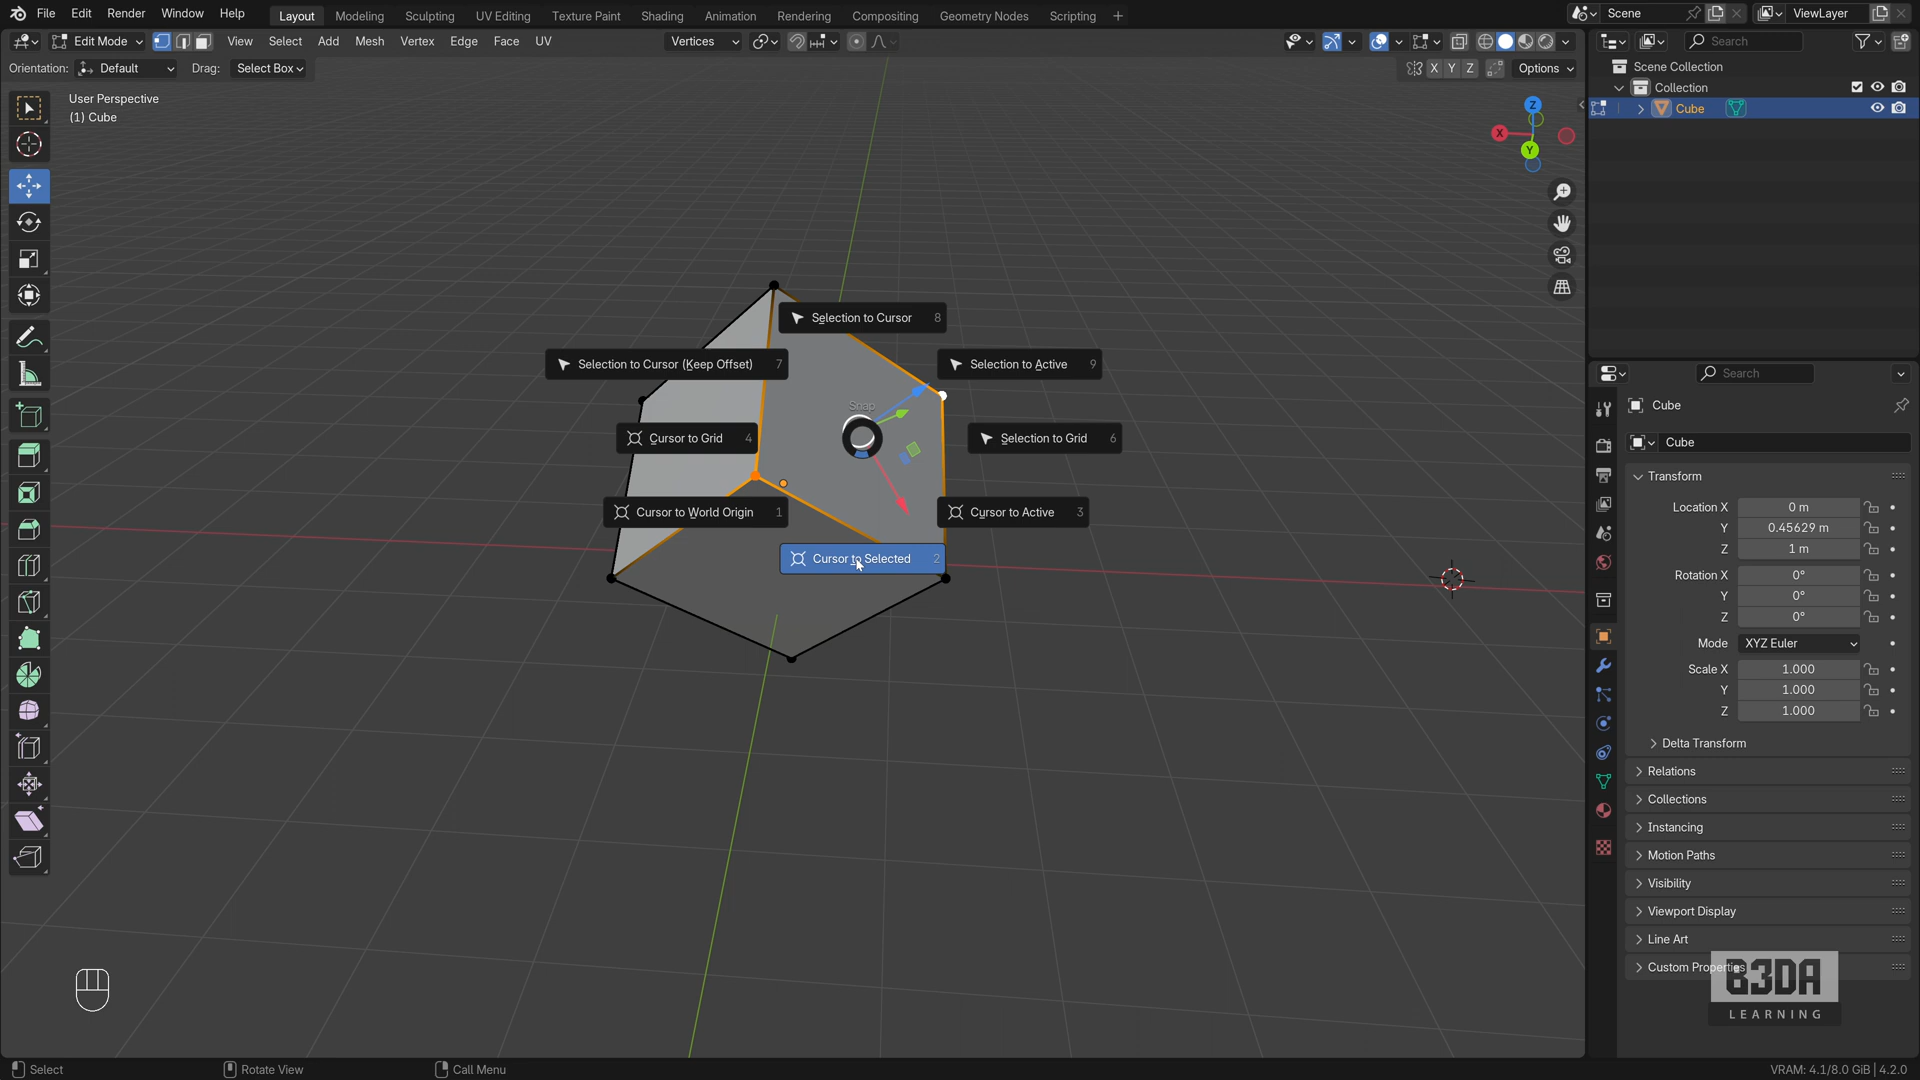 File Edit Render Window Help Layout Modeling Sculpting UV Editing Texture Paint Shading Animation Rendering Compositing Geometry Nodes Scripting + Scene ViewLayer
Edit Mode View Select Add Mesh Vertex Edge Face UV Vertices Search
Orientation: Default Drag: Select Box X Y Z Options
Scene Collection
Collection
Cube
User Perspective
(1) Cube
Z
X
Y
Selection to Cursor 8
Selection to Cursor (Keep Offset) 7
Selection to Active 9
Snap
Cursor to Grid 4
Selection to Grid 6
Cursor to World Origin 1
Cursor to Active 3
Cursor to Selected 2
Search
Cube
Cube
Transform
Location X 0 m
Y 0.45629 m
Z 1 m
Rotation X 0°
Y 0°
Z 0°
Mode XYZ Euler
Scale X 1.000
Y 1.000
Z 1.000
Delta Transform
Relations
Collections
Instancing
Motion Paths
Visibility
Viewport Display
Line Art
Custom Properties
B3DA
LEARNING
Select Rotate View Call Menu VRAM: 4.1/8.0 GiB | 4.2.0